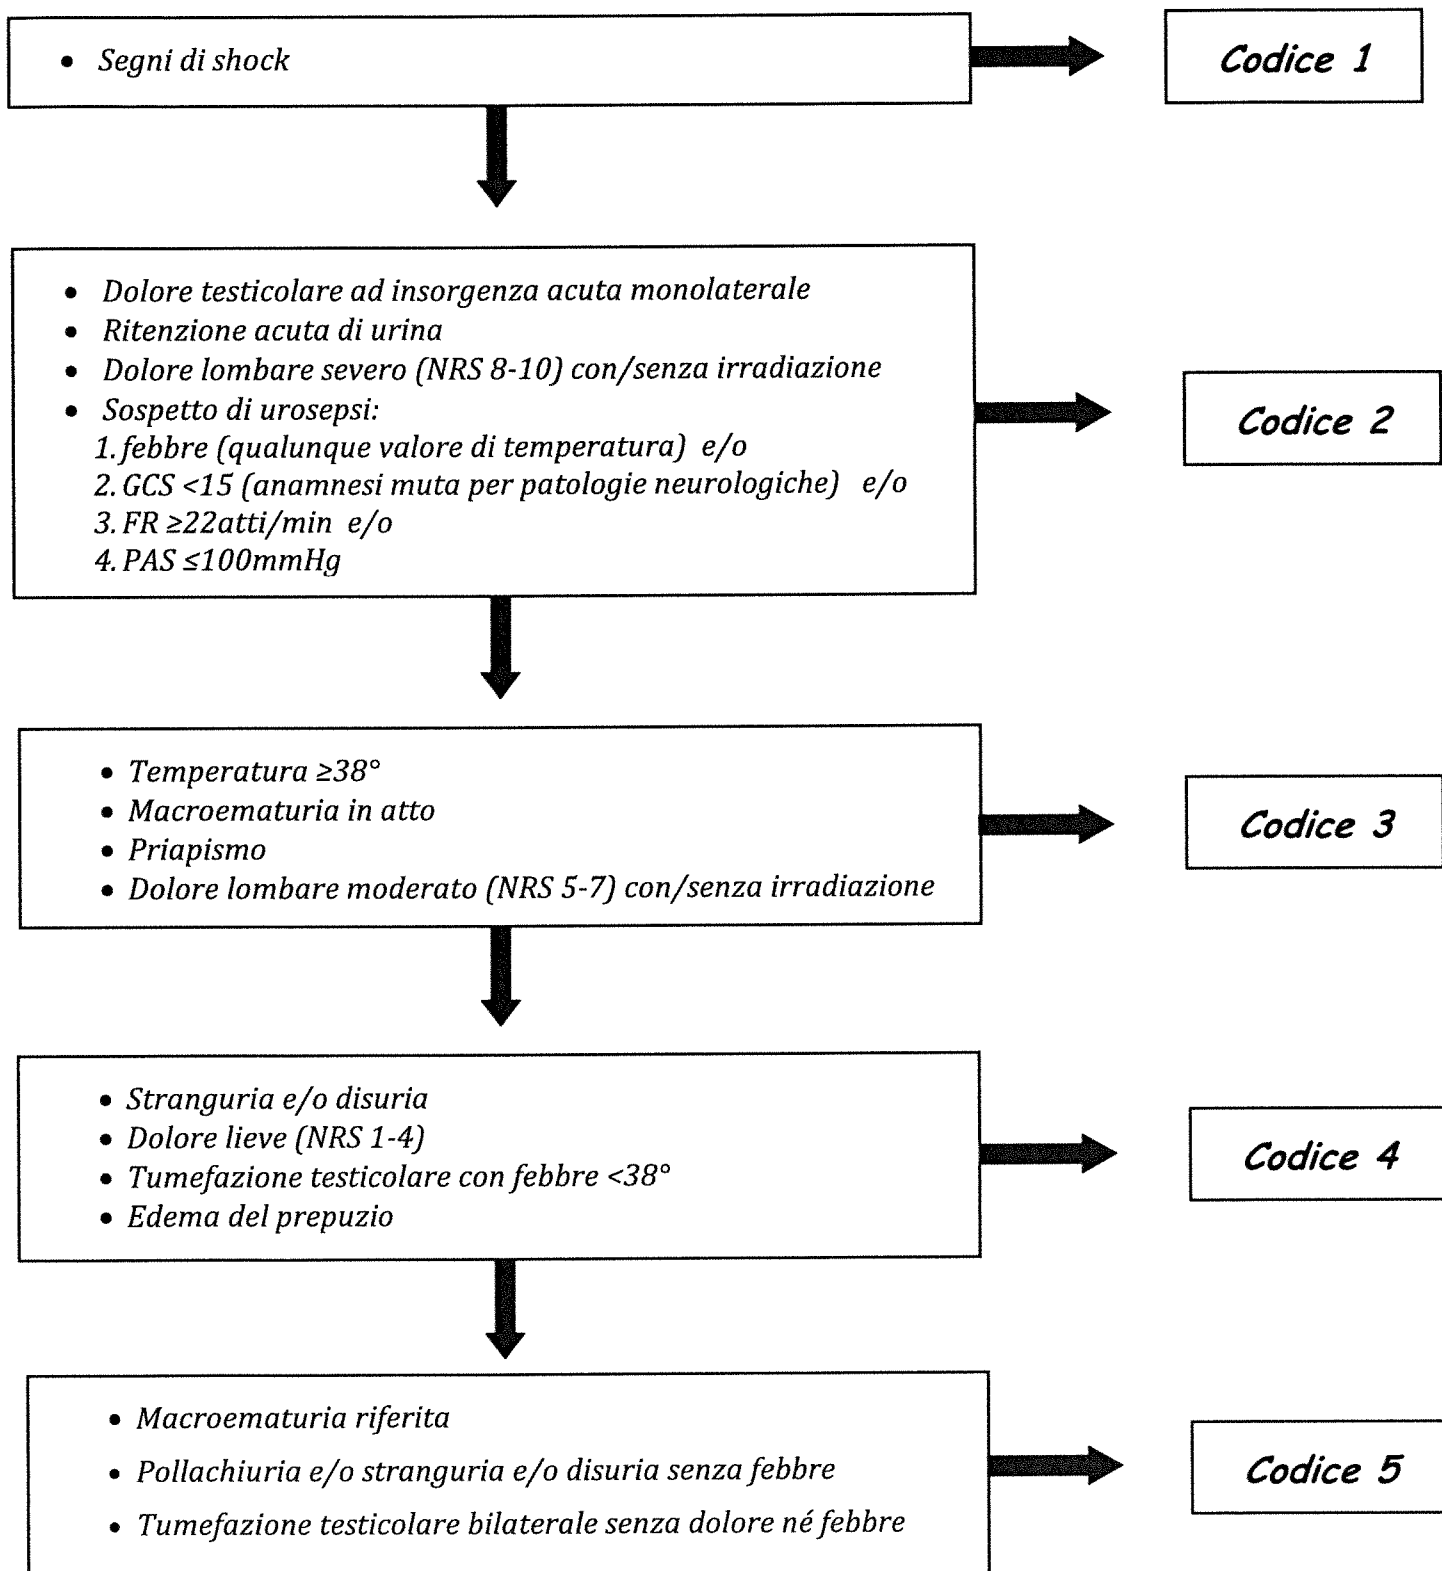 • Segni di shock
Codice 1
• Dolore testicolare ad insorgenza acuta monolaterale
• Ritenzione acuta di urina
• Dolore lombare severo (NRS 8-10) con/senza irradiazione
• Sospetto di urosepsi:
1. febbre (qualunque valore di temperatura) e/o
2. GCS <15 (anamnesi muta per patologie neurologiche) e/o
3. FR ≥22atti/min e/o
4. PAS ≤100mmHg
Codice 2
• Temperatura ≥38°
• Macroematuria in atto
• Priapismo
• Dolore lombare moderato (NRS 5-7) con/senza irradiazione
Codice 3
• Stranguria e/o disuria
• Dolore lieve (NRS 1-4)
• Tumefazione testicolare con febbre <38°
• Edema del prepuzio
Codice 4
• Macroematuria riferita
• Pollachiuria e/o stranguria e/o disuria senza febbre
• Tumefazione testicolare bilaterale senza dolore né febbre
Codice 5